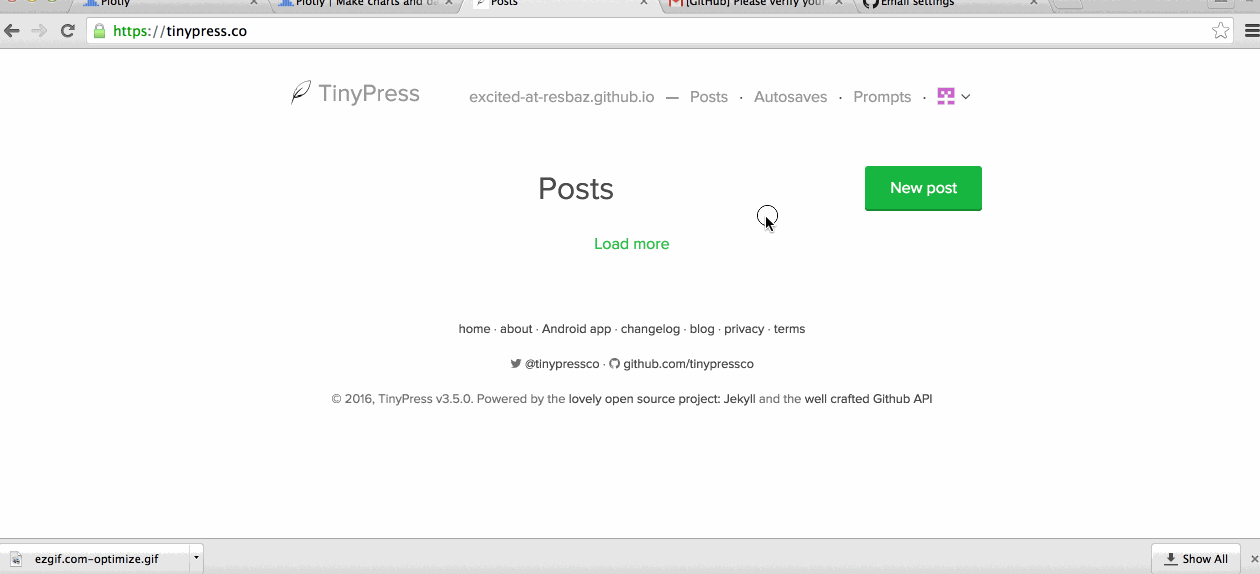 Plotly
Plotly | Make charts and da
Posts
[GitHub] Please verify your
Email settings
https://tinypress.co
TinyPress
excited-at-resbaz.github.io — Posts · Autosaves · Prompts ·
Posts
New post
Load more
home · about · Android app · changelog · blog · privacy · terms
@tinypressco · github.com/tinypressco
© 2016, TinyPress v3.5.0. Powered by the lovely open source project: Jekyll and the well crafted Github API
ezgif.com-optimize.gif
Show All